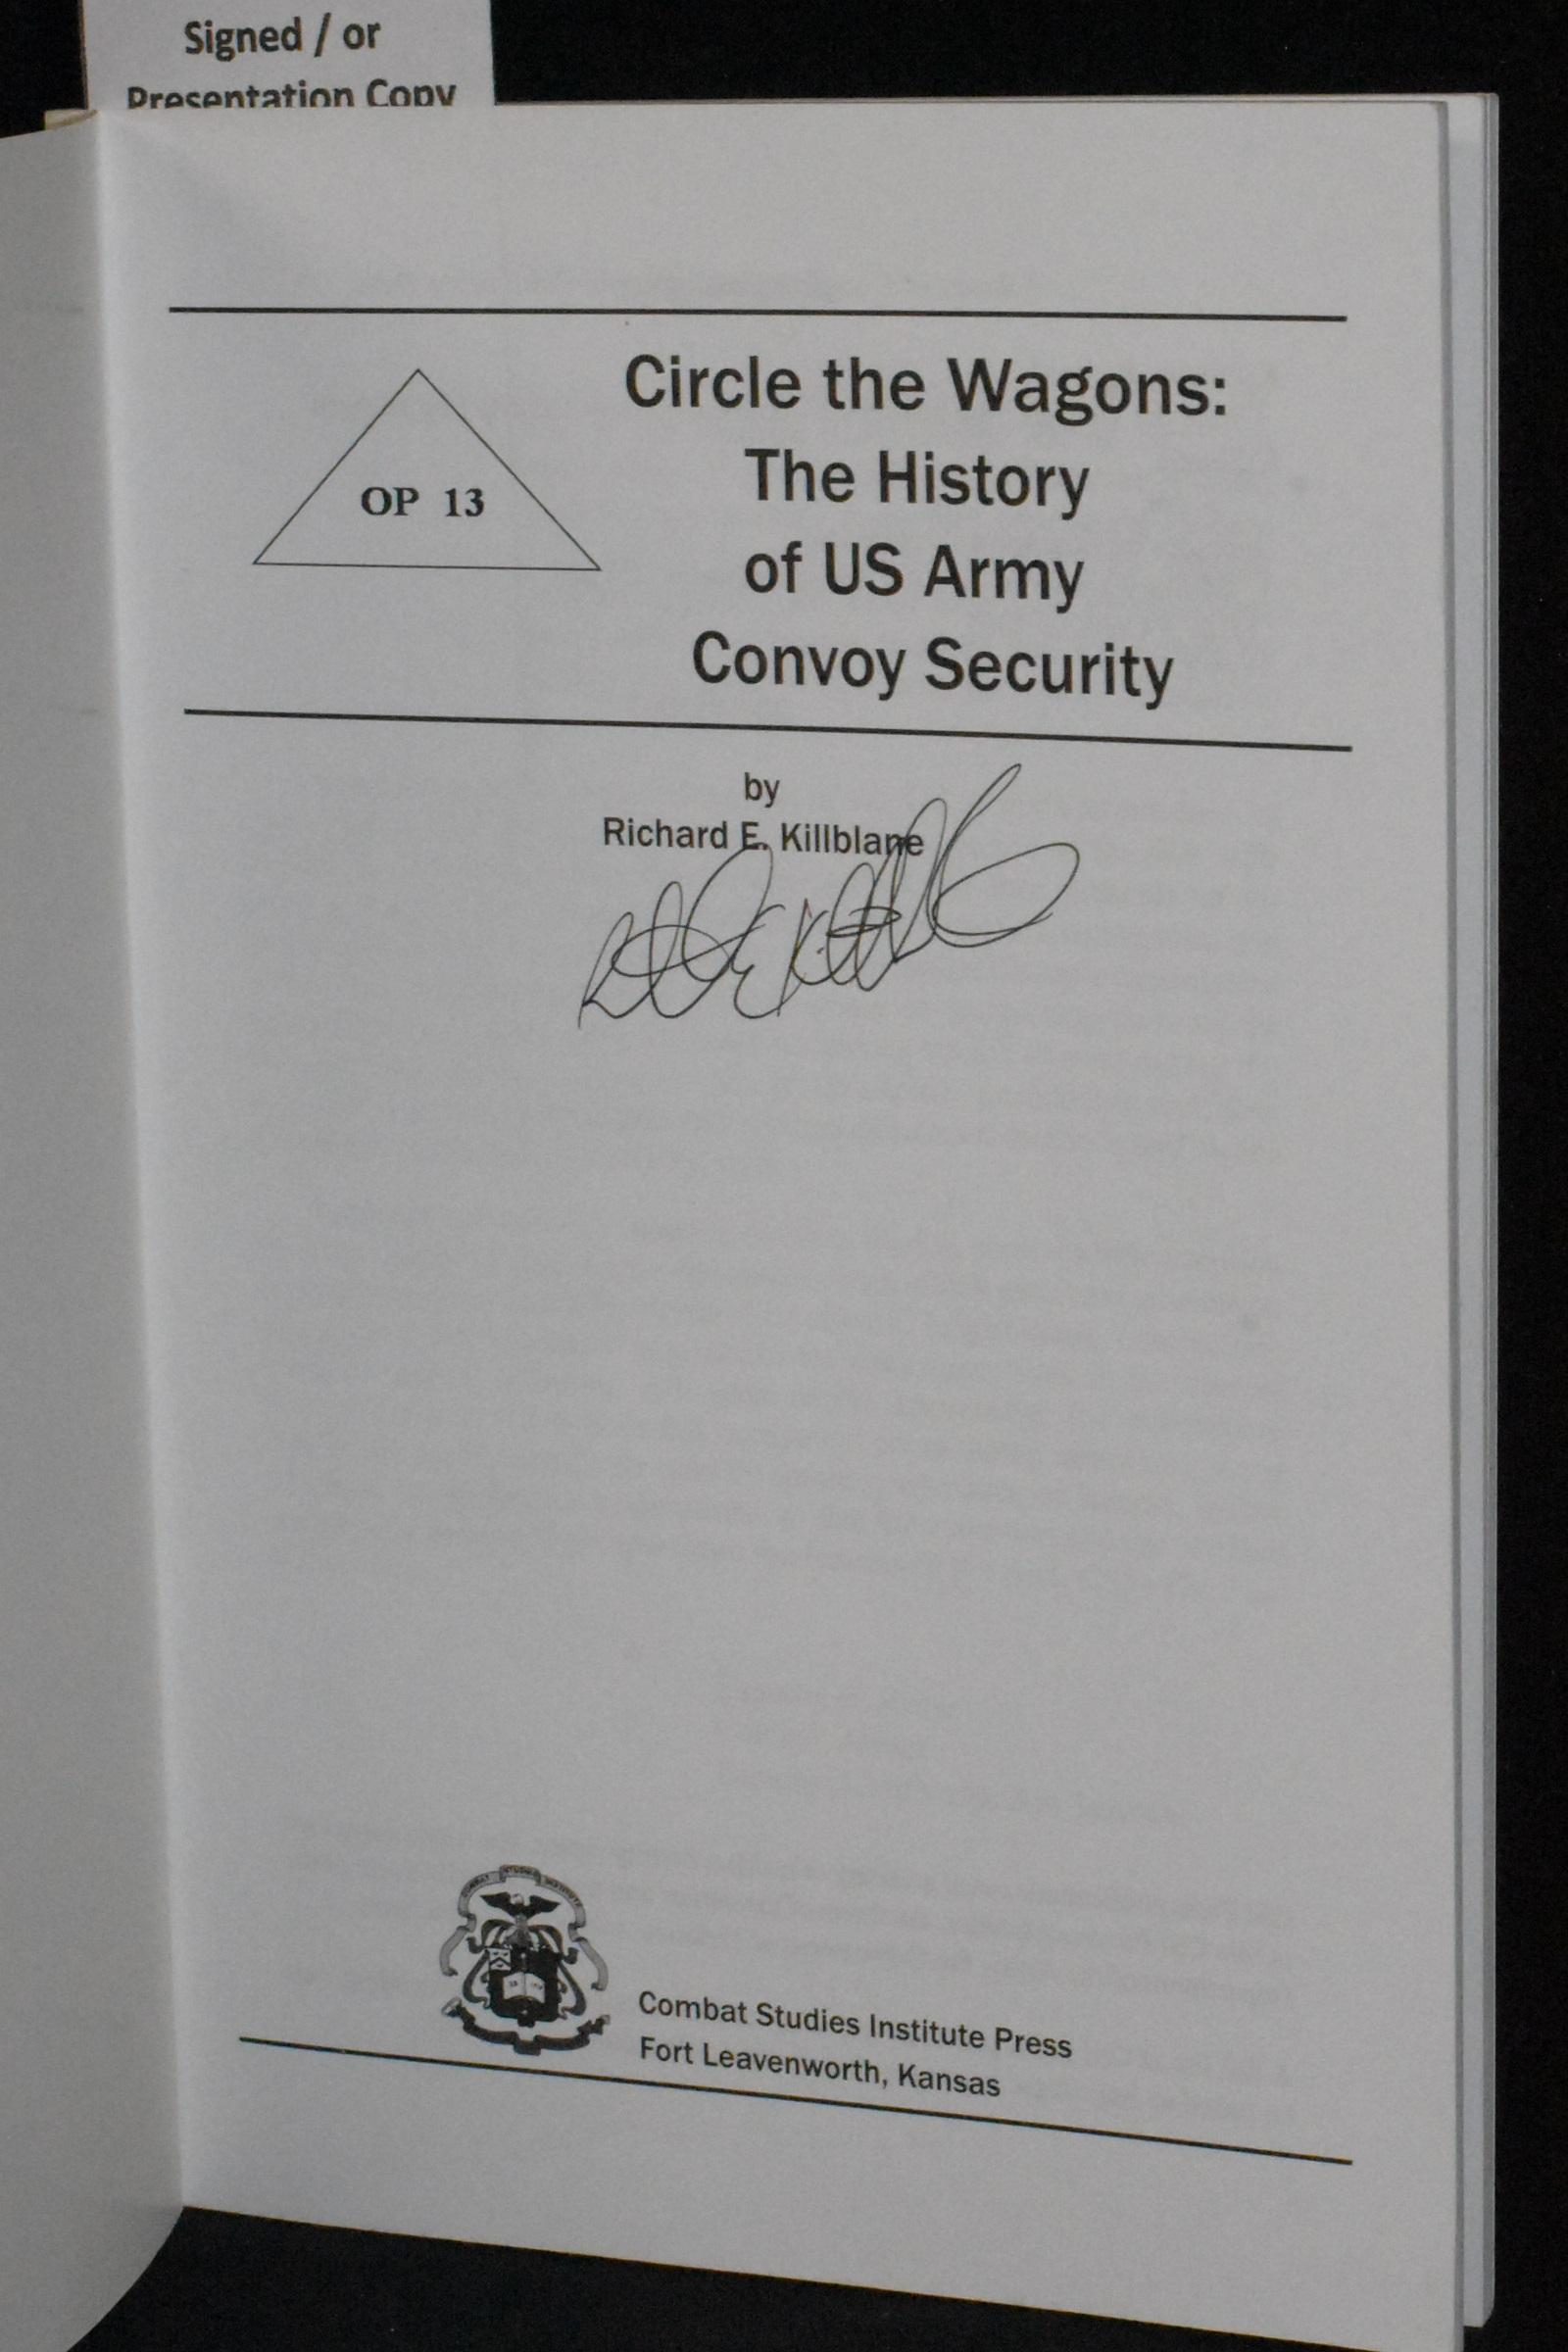 Signed / or
Presentation Copy
OP 13
Circle the Wagons:
The History
of US Army
Convoy Security
by
Richard E. Killblane
Combat Studies Institute Press
Fort Leavenworth, Kansas